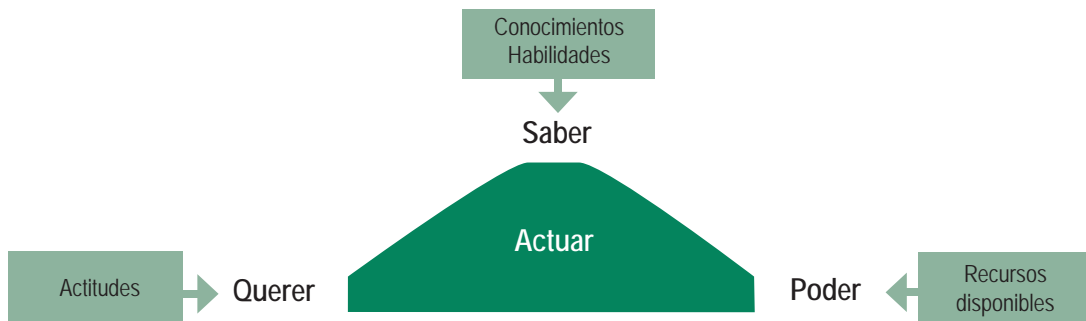 Conocimientos
Habilidades
Saber
Actuar
Actitudes
Querer
Poder
Recursos
disponibles